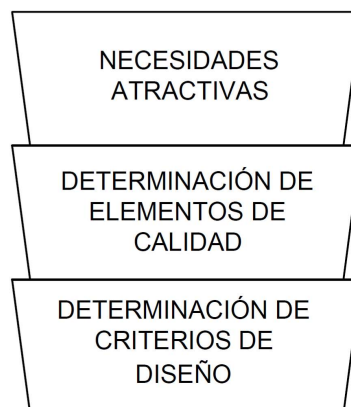 NECESIDADES
ATRACTIVAS
DETERMINACIÓN DE
ELEMENTOS DE
CALIDAD
DETERMINACIÓN DE
CRITERIOS DE
DISEÑO